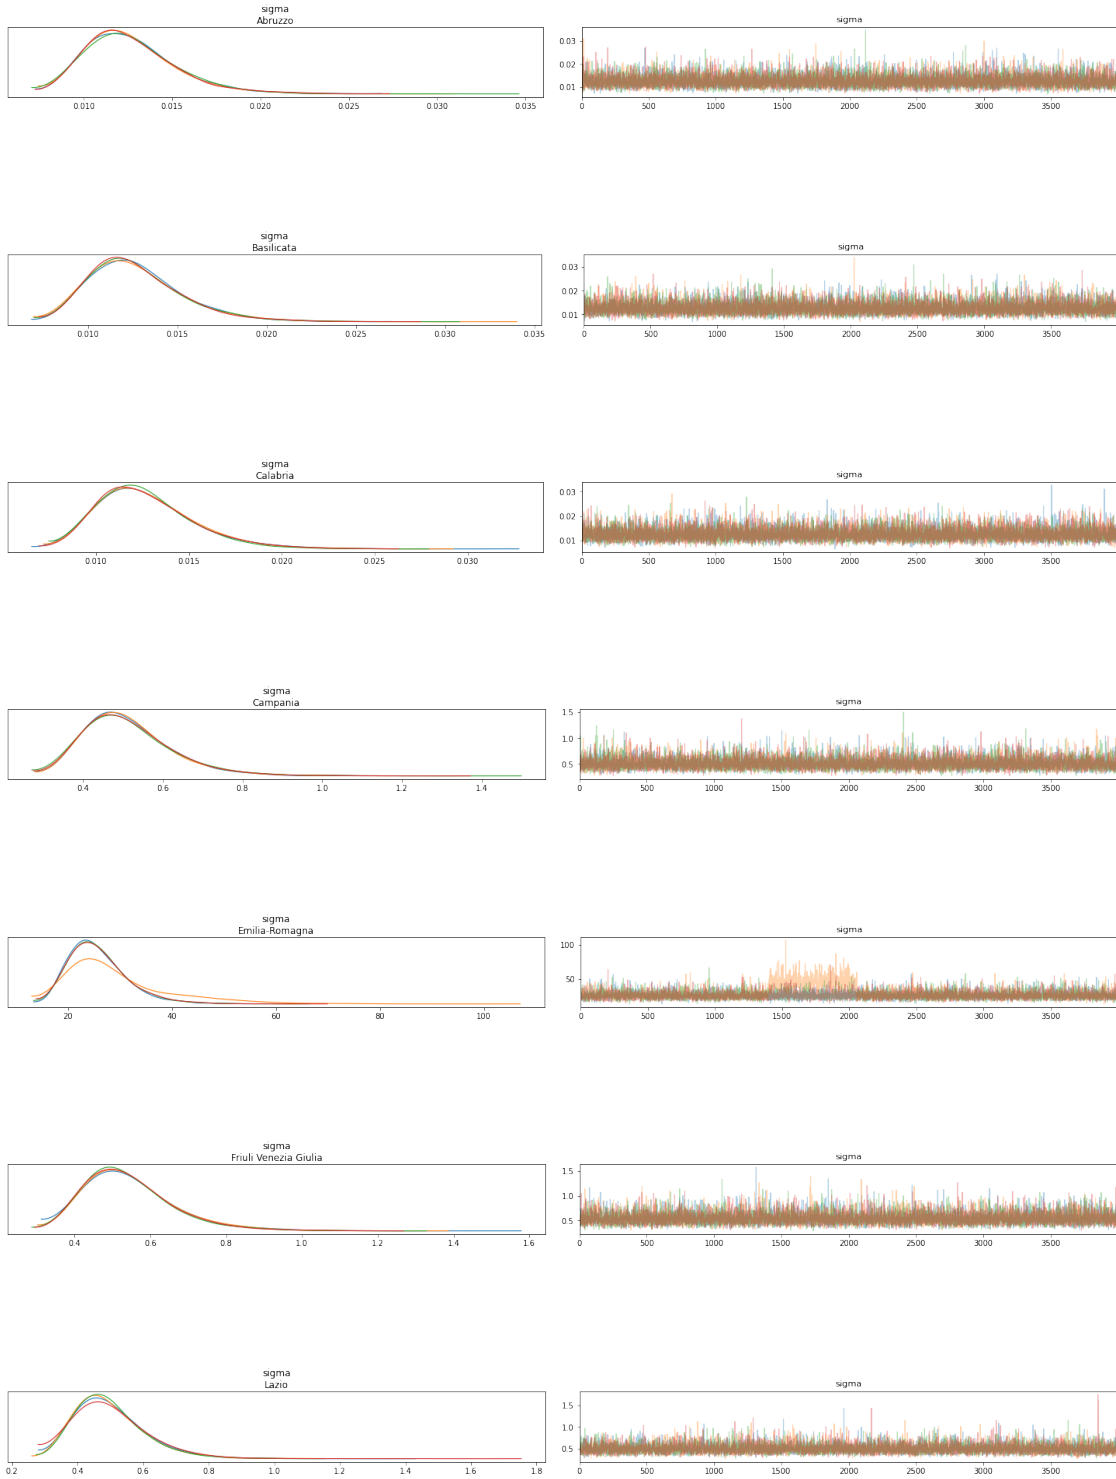 sigma
Abruzzo
0.010 0.015 0.020 0.025 0.030 0.035
sigma
0.03
0.02
0.01
0 500 1000 1500 2000 2500 3000 3500
sigma
Basilicata
0.010 0.015 0.020 0.025 0.030 0.035
sigma
0.03
0.02
0.01
0 500 1000 1500 2000 2500 3000 3500
sigma
Calabria
0.010 0.015 0.020 0.025 0.030
sigma
0.03
0.02
0.01
0 500 1000 1500 2000 2500 3000 3500
sigma
Campania
0.4 0.6 0.8 1.0 1.2 1.4
sigma
1.5
1.0
0.5
0 500 1000 1500 2000 2500 3000 3500
sigma
Emilia-Romagna
20 40 60 80 100
sigma
100
50
0 500 1000 1500 2000 2500 3000 3500
sigma
Friuli Venezia Giulia
0.4 0.6 0.8 1.0 1.2 1.4 1.6
sigma
1.5
1.0
0.5
0 500 1000 1500 2000 2500 3000 3500
sigma
Lazio
0.2 0.4 0.6 0.8 1.0 1.2 1.4 1.6 1.8
sigma
1.5
1.0
0.5
0 500 1000 1500 2000 2500 3000 3500